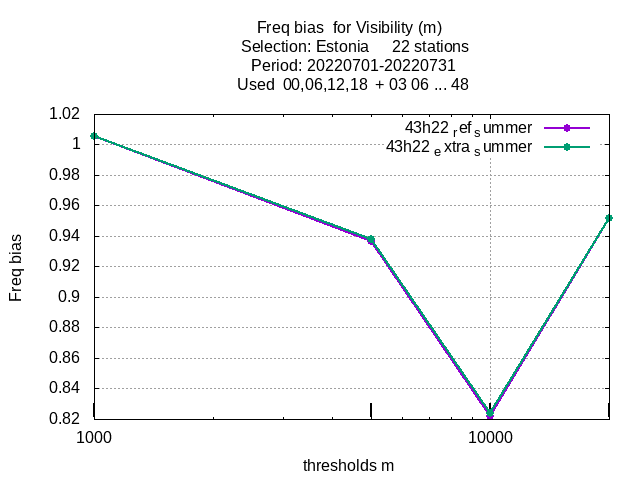 Freq bias  for Visibility (m)
Selection: Estonia     22 stations
Period: 20220701-20220731
Used  00,06,12,18  + 03 06 ... 48
43h22 ref summer
43h22 extra summer
1.02
1
0.98
0.96
0.94
0.92
0.9
0.88
0.86
0.84
0.82
Freq bias
1000
10000
thresholds m